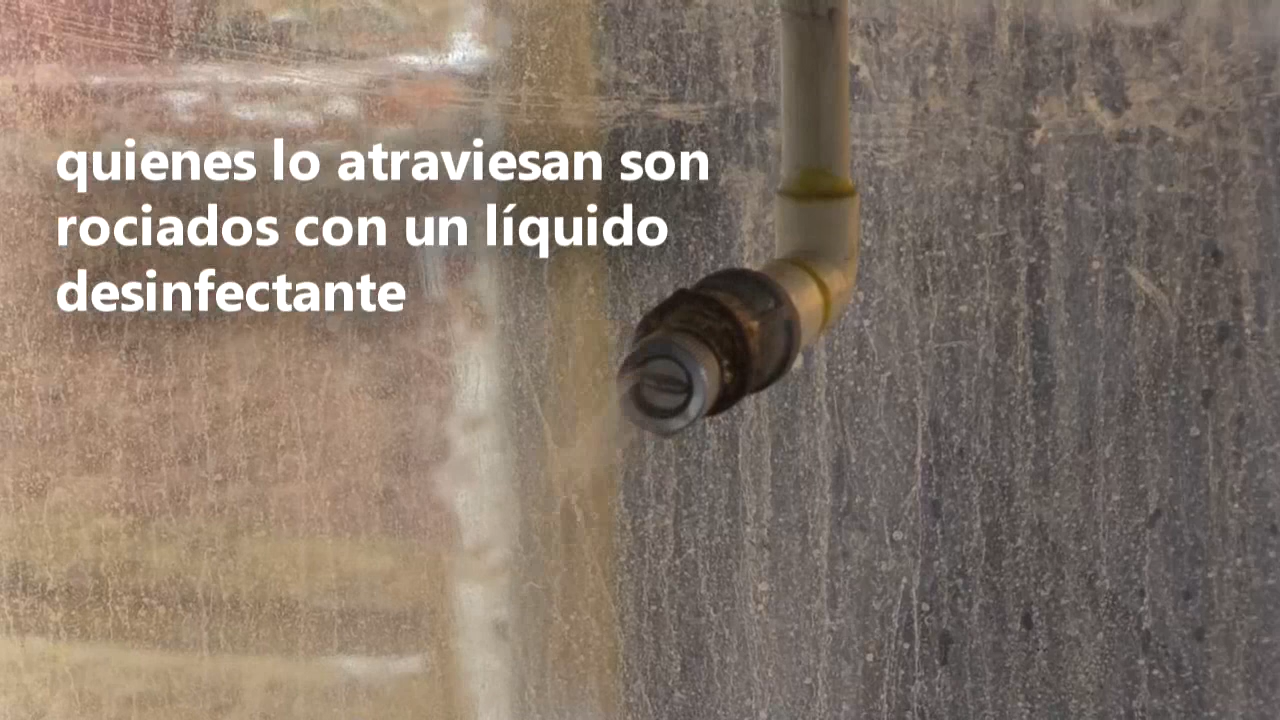 quienes lo atraviesan son
rociados con un líquido
desinfectante